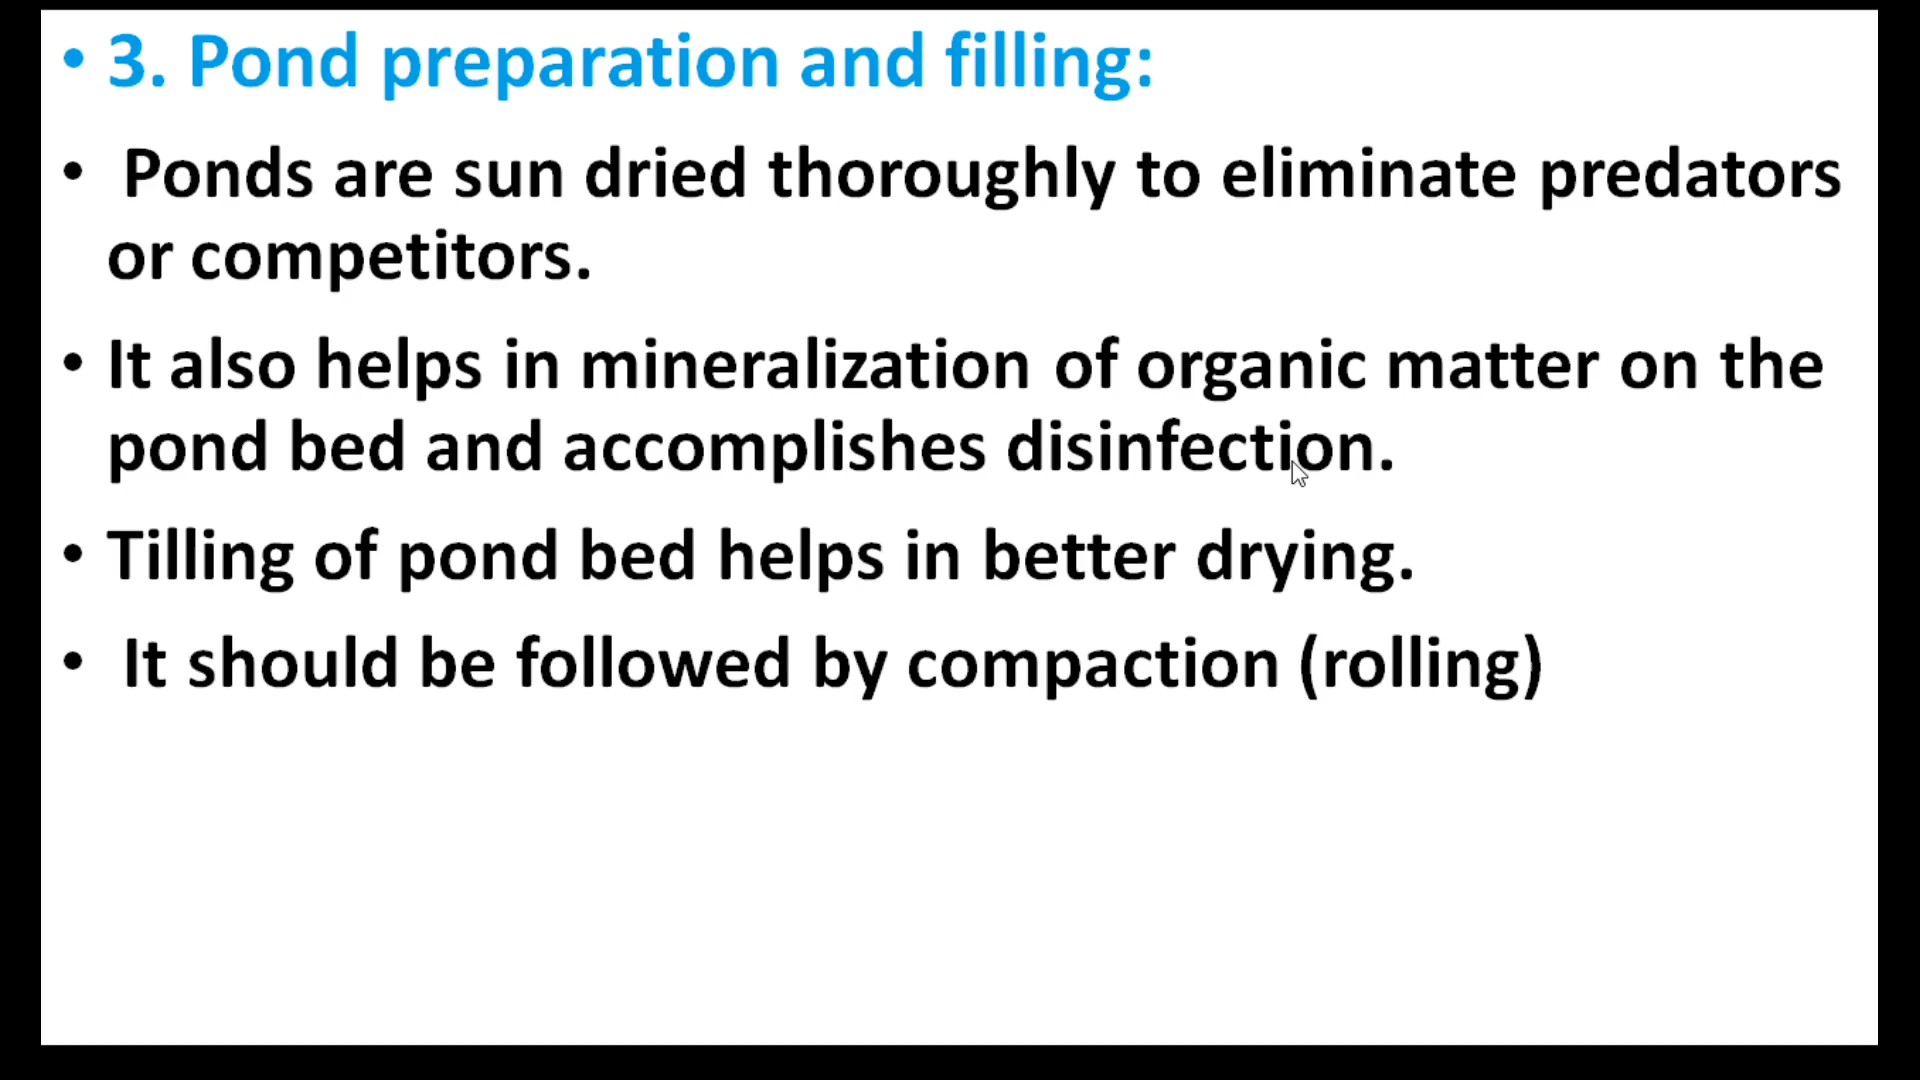 • 3. Pond preparation and filling:
• Ponds are sun dried thoroughly to eliminate predators
or competitors.
• It also helps in mineralization of organic matter on the
pond bed and accomplishes disinfection.
• Tilling of pond bed helps in better drying.
• It should be followed by compaction (rolling)